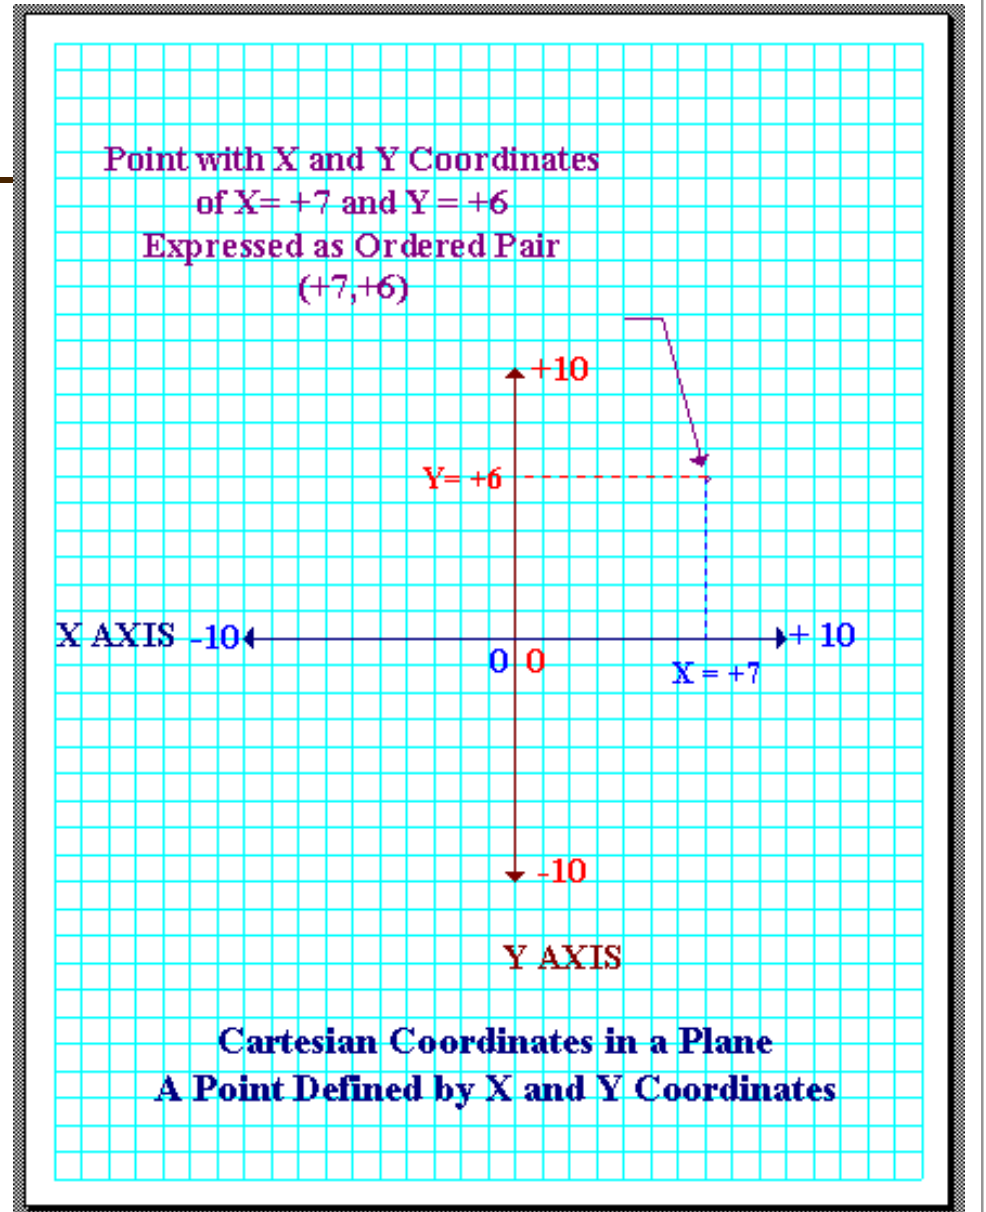 Point with X and Y Coordinates
of X= +7 and Y = +6
Expressed as Ordered Pair
(+7,+6)
+10
Y= +6
X AXIS -10 + 10
0 0
X = +7
-10
Y AXIS
Cartesian Coordinates in a Plane
A Point Defined by X and Y Coordinates